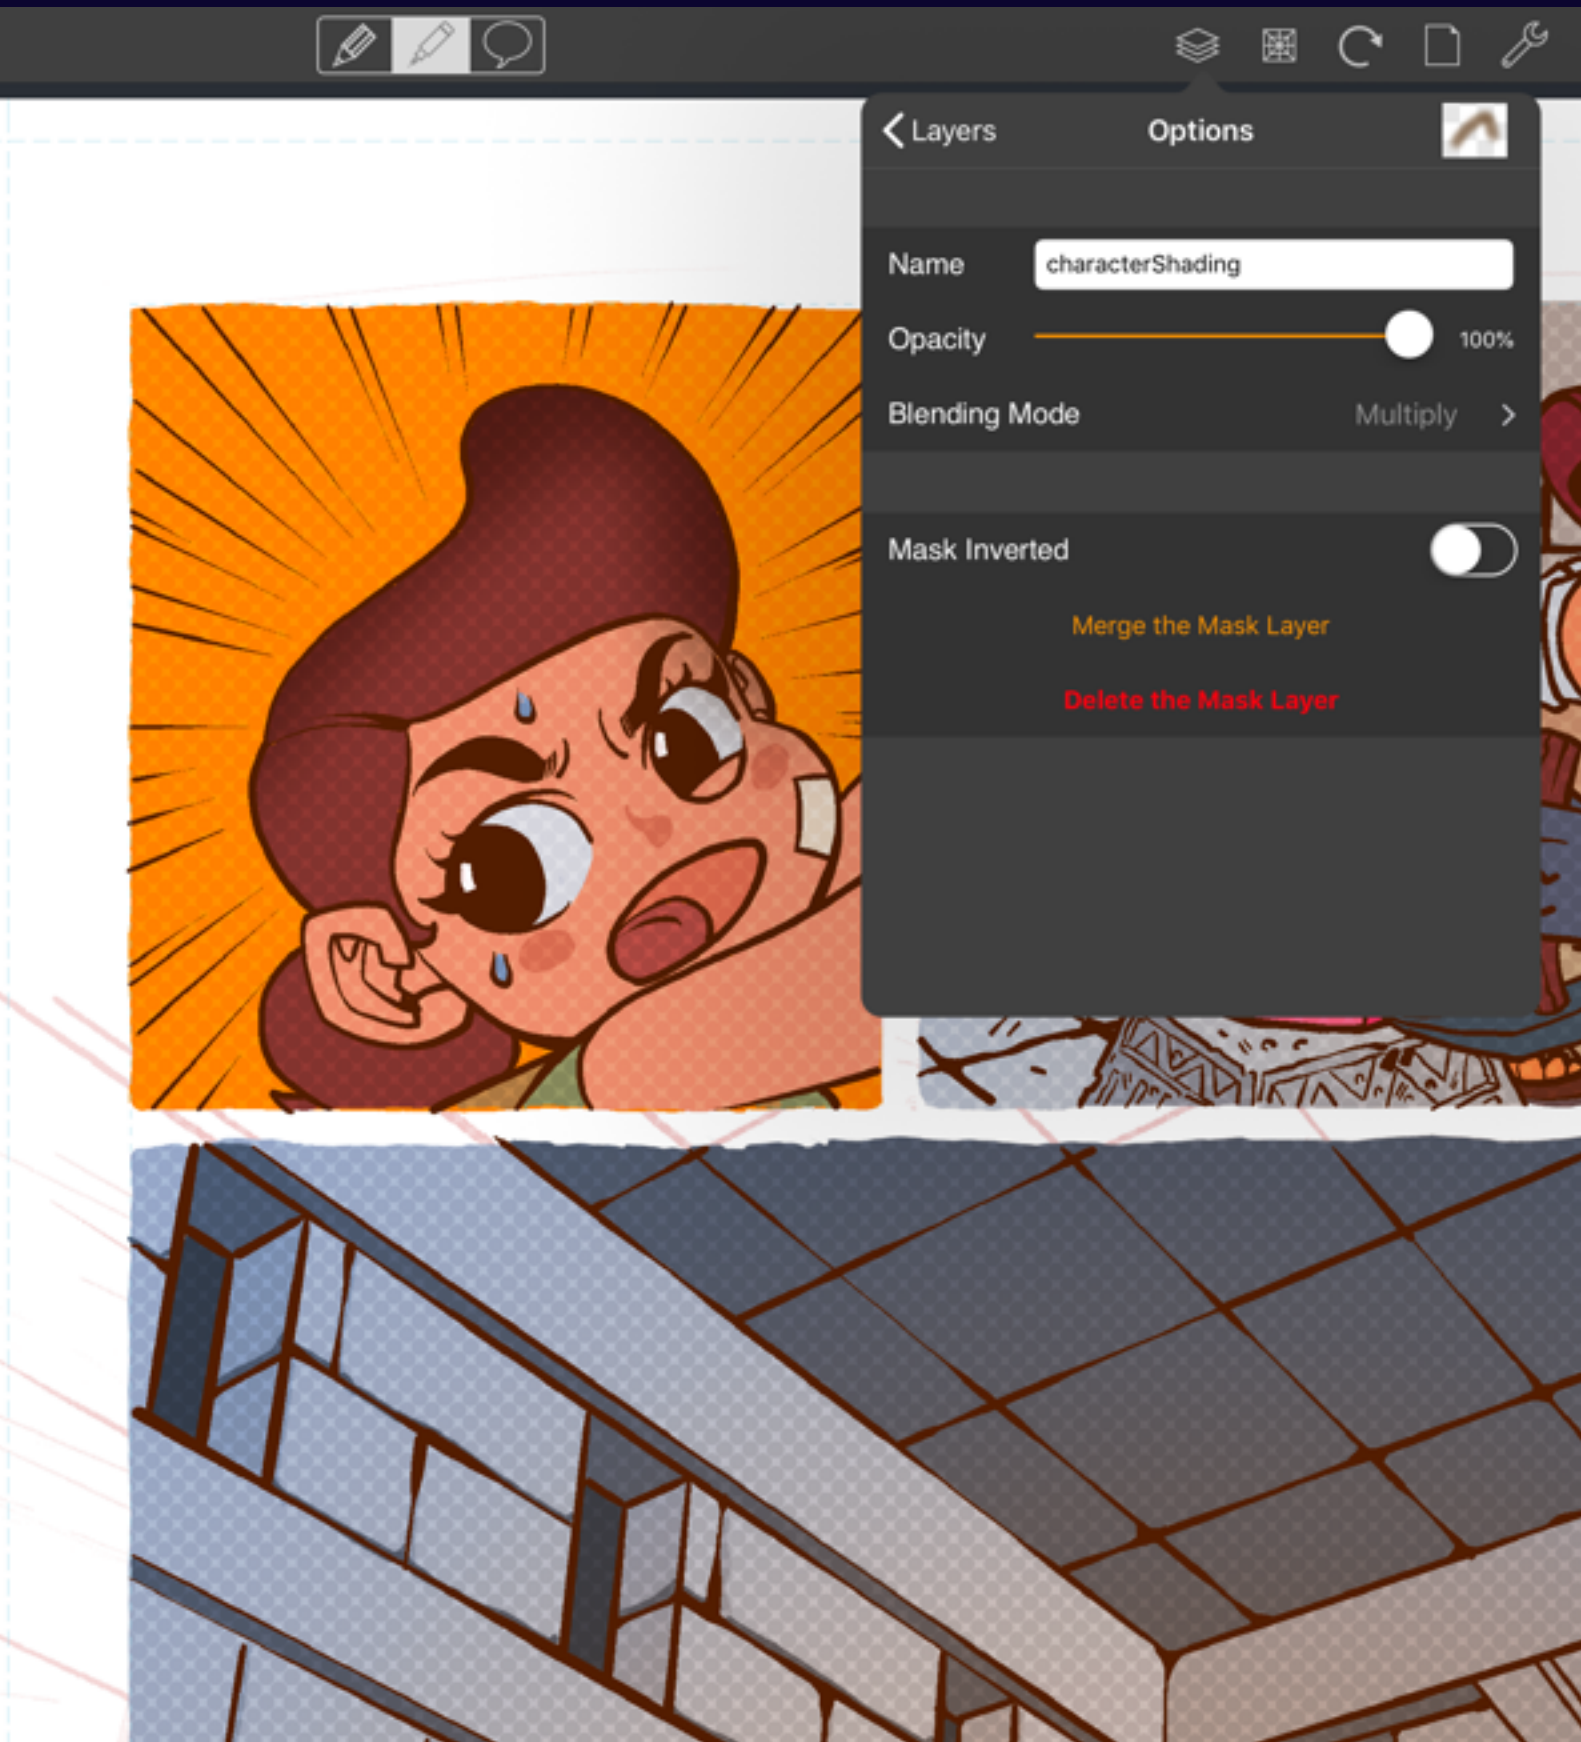 Layers
Options
Name
characterShading
Opacity
100%
Blending Mode
Multiply
Mask Inverted
Merge the Mask Layer
Delete the Mask Layer